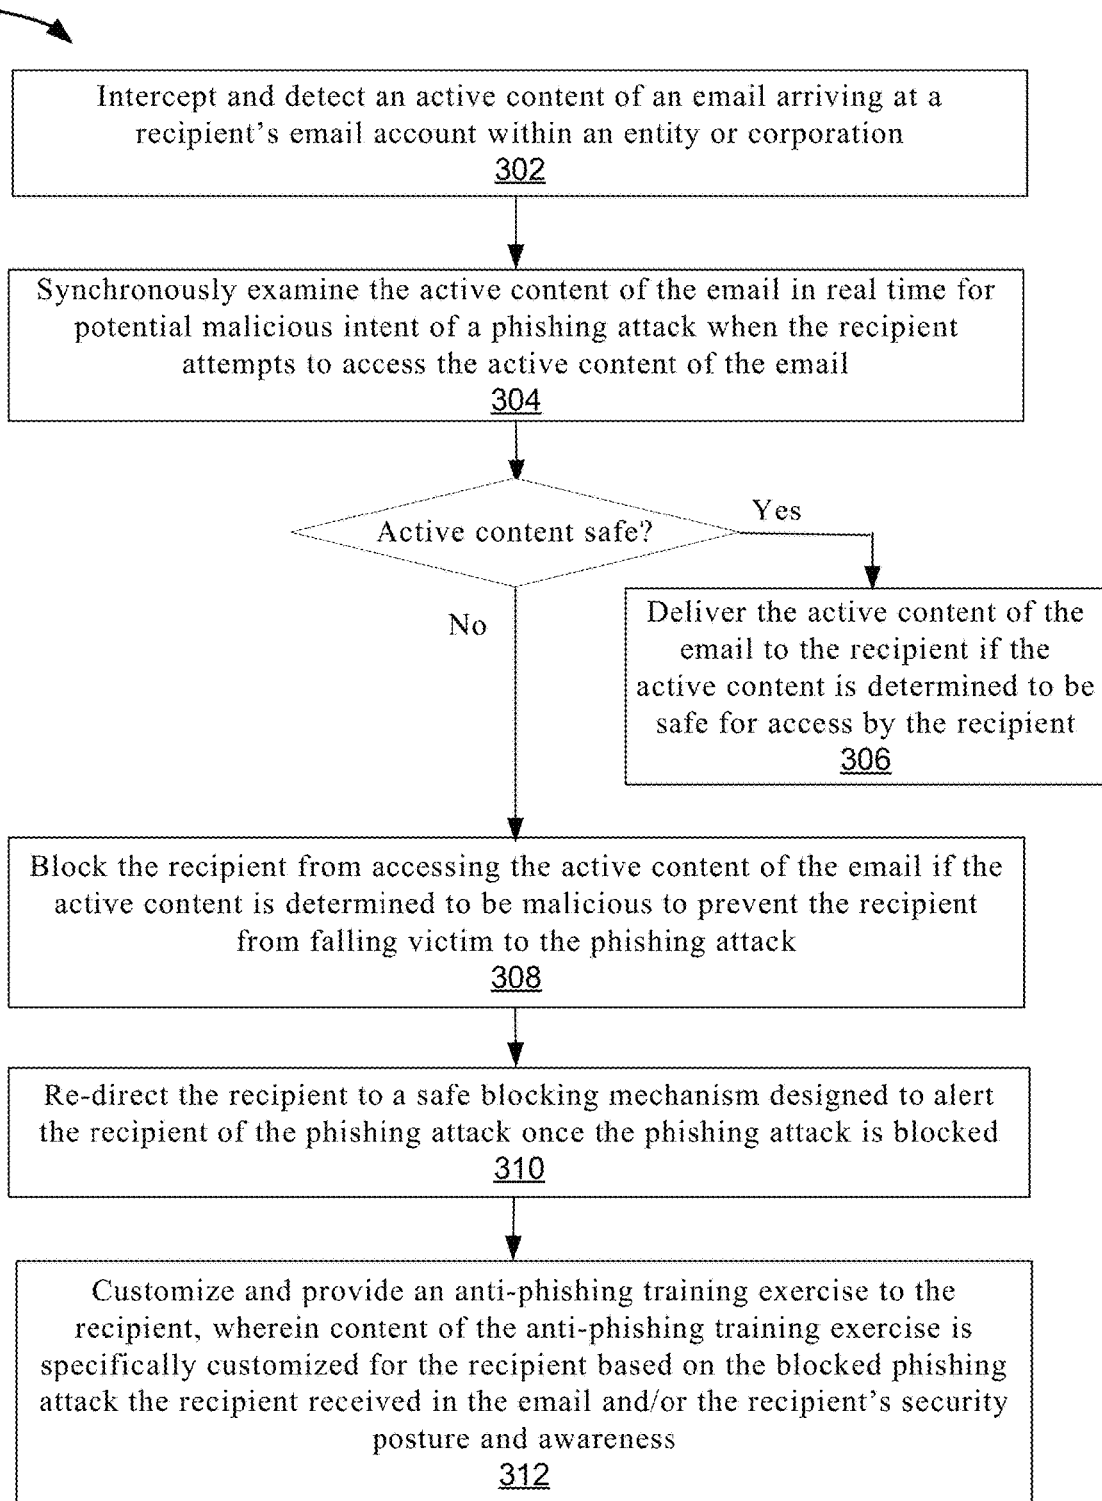 Intercept and detect an active content of an email arriving at a
recipient's email account within an entity or corporation
302
Synchronously examine the active content of the email in real time for
potential malicious intent of a phishing attack when the recipient
attempts to access the active content of the email
304
Active content safe?
Yes
No
Deliver the active content of the
email to the recipient if the
active content is determined to be
safe for access by the recipient
306
Block the recipient from accessing the active content of the email if the
active content is determined to be malicious to prevent the recipient
from falling victim to the phishing attack
308
Re-direct the recipient to a safe blocking mechanism designed to alert
the recipient of the phishing attack once the phishing attack is blocked
310
Customize and provide an anti-phishing training exercise to the
recipient, wherein content of the anti-phishing training exercise is
specifically customized for the recipient based on the blocked phishing
attack the recipient received in the email and/or the recipient's security
posture and awareness
312